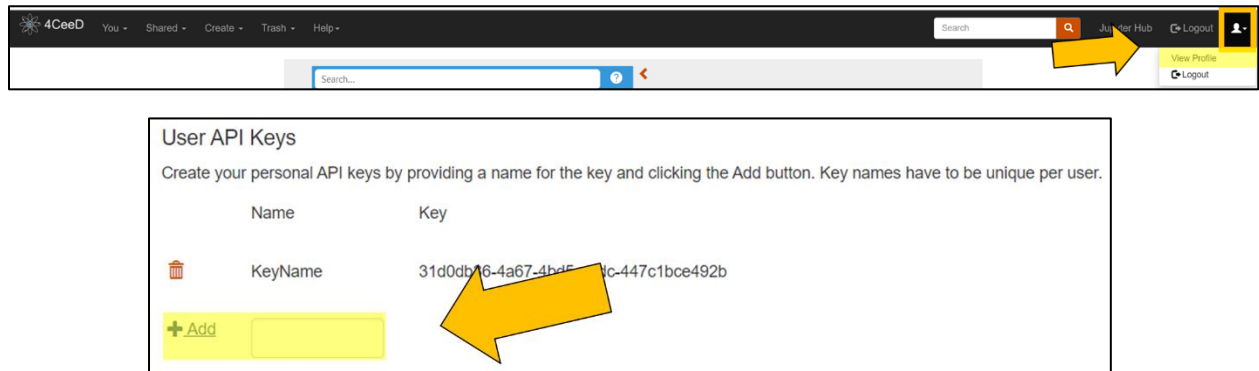 4CeeD You Shared Create Trash Help Search Hub Logout
View Profile
Search... ?
Logout
User API Keys
Create your personal API keys by providing a name for the key and clicking the Add button. Key names have to be unique per user.
Name Key
KeyName
+ Add